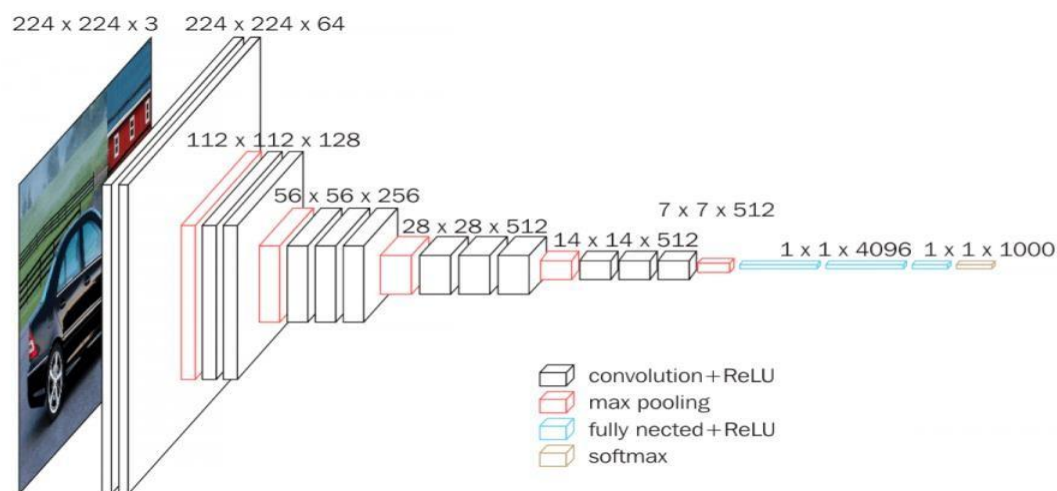 224 x 224 x 3
224 x 224 x 64
112 x 112 x 128
56 x 56 x 256
28 x 28 x 512
14 x 14 x 512
7 x 7 x 512
1 x 1 x 4096
1 x 1 x 1000
convolution+ReLU
max pooling
fully nected+ReLU
softmax